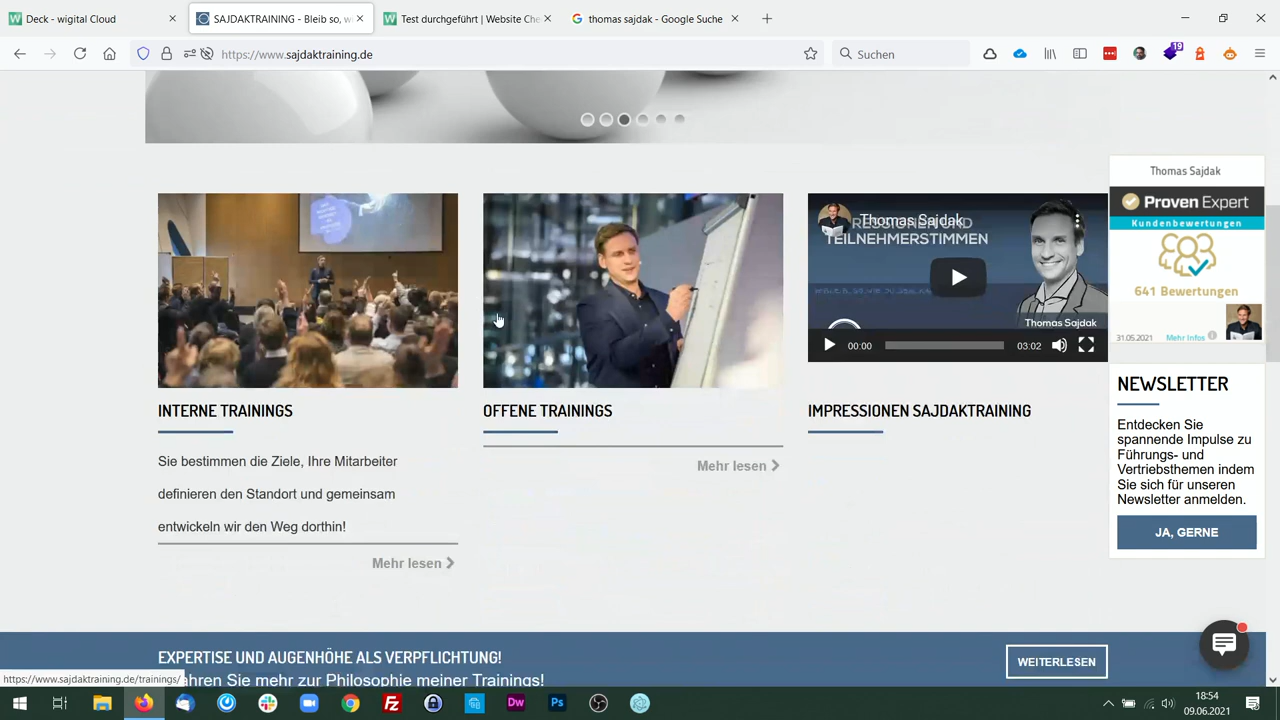 Deck - wigital Cloud
SAJDAKTRAINING - Bleib so, wi
Test durchgeführt | Website Che
thomas sajdak - Google Suche
https://www.sajdaktraining.de
Suchen
19
Thomas Sajdak
TEILNEHMERSTIMMEN
Thomas Sajdak
00:00
03:02
Thomas Sajdak
Proven Expert
Kundenbewertungen
641 Bewertungen
31.05.2021
Mehr Infos
INTERNE TRAININGS
Sie bestimmen die Ziele, Ihre Mitarbeiter
definieren den Standort und gemeinsam
entwickeln wir den Weg dorthin!
Mehr lesen
OFFENE TRAININGS
Mehr lesen
IMPRESSIONEN SAJDAKTRAINING
NEWSLETTER
Entdecken Sie
spannende Impulse zu
Führungs- und
Vertriebsthemen indem
Sie sich für unseren
Newsletter anmelden.
JA, GERNE
EXPERTISE UND AUGENHÖHE ALS VERPFLICHTUNG!
ahren Sie mehr zur Philosophie meiner Trainings!
WEITERLESEN
https://www.sajdaktraining.de/trainings/
18:54
09.06.2021